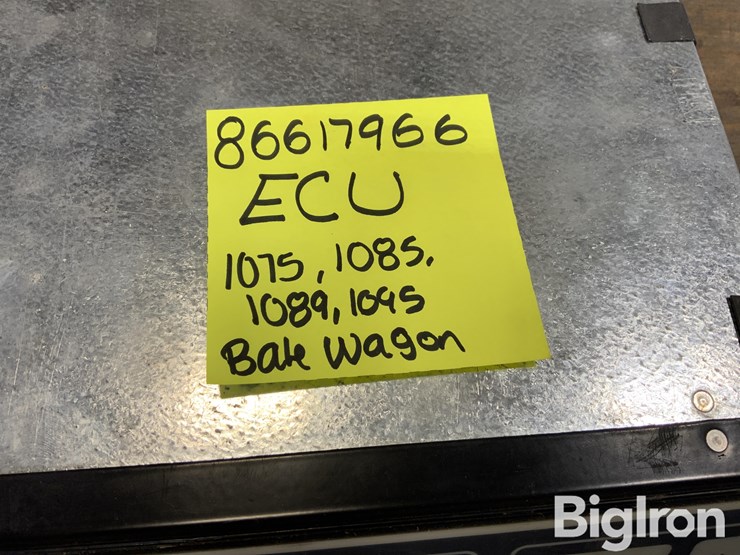 86617966
ECU
1075, 1085,
1089, 1095
Bale Wagon
BigIron